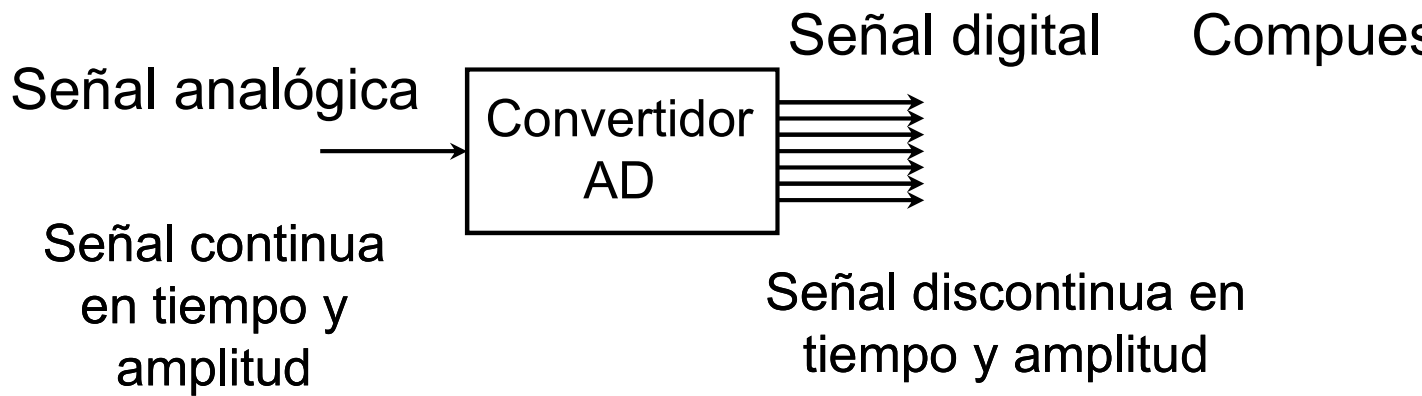 Señal analógica
Convertidor
AD
Señal digital
Señal continua
en tiempo y
amplitud
Señal discontinua en
tiempo y amplitud